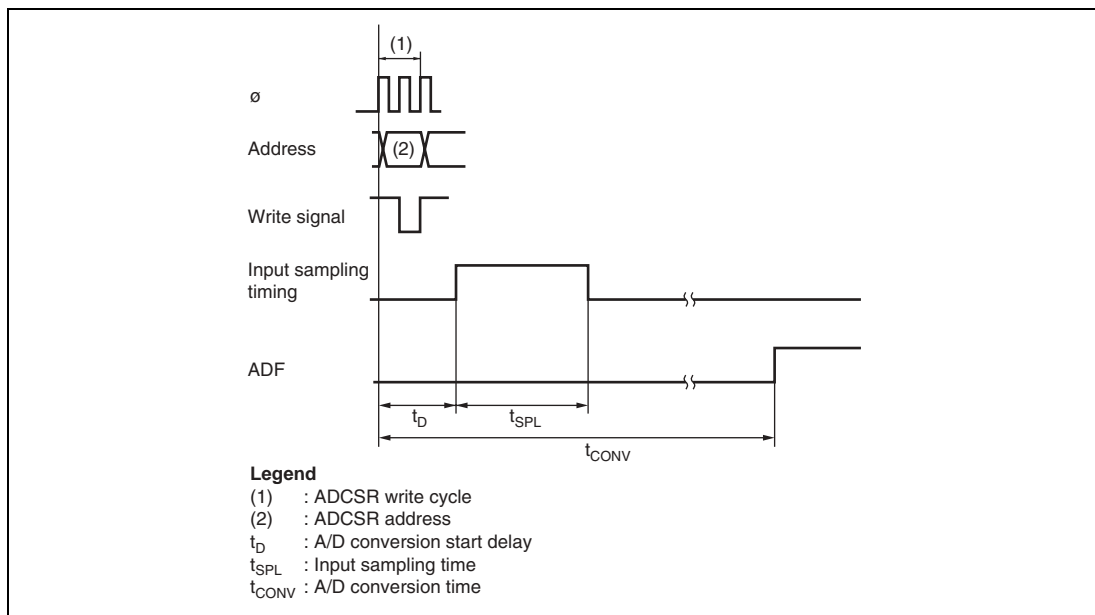 (1)
ø
Address
(2)
Write signal
Input sampling
timing
ADF
tD
tSPL
tCONV
Legend
(1) : ADCSR write cycle
(2) : ADCSR address
tD : A/D conversion start delay
tSPL : Input sampling time
tCONV : A/D conversion time